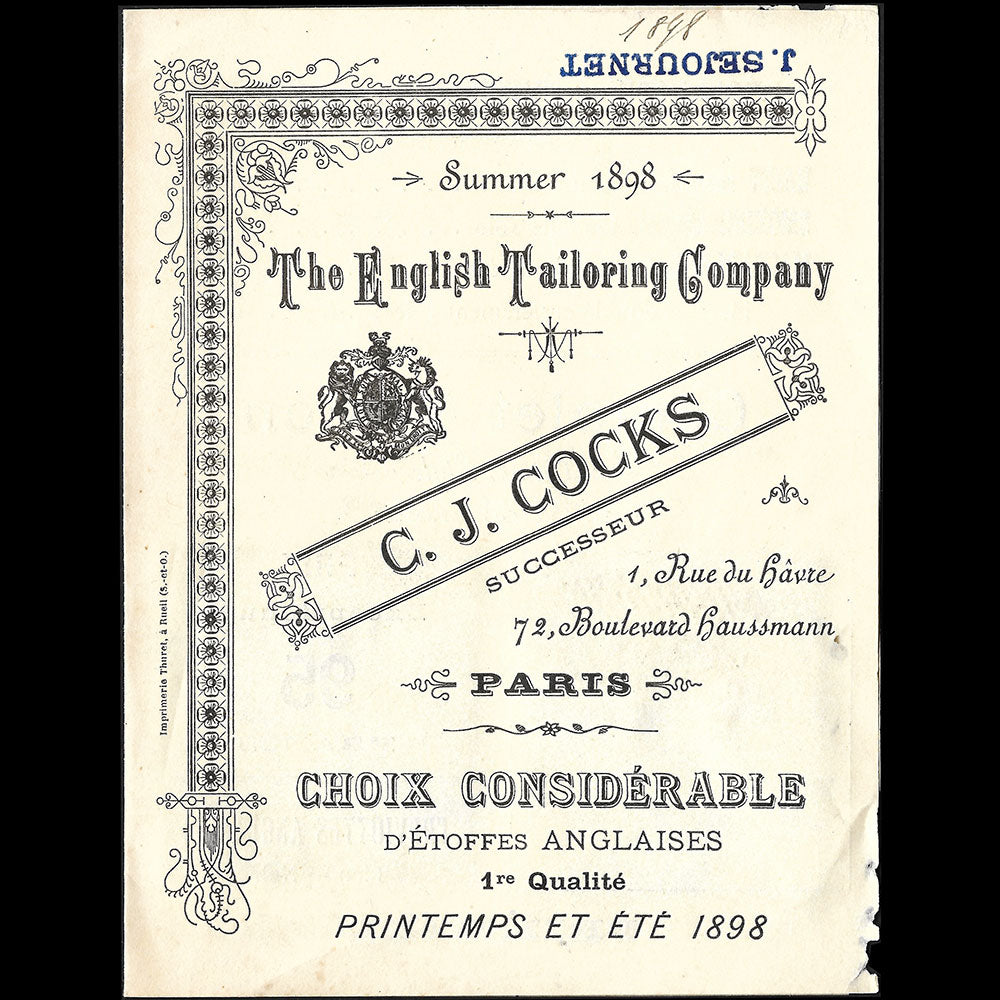 1898
J. SEJOURNET
Summer 1898
The English Tailoring Company
C. J. COCKS
SUCCESSEUR
1, Rue du Hâvre
72, Boulevard Haussmann
PARIS
CHOIX CONSIDÉRABLE
D'ÉTOFFES ANGLAISES
1re Qualité
PRINTEMPS ET ÉTÉ 1898
Imprimerie Thuret, à Rueil (S.-et-O.)